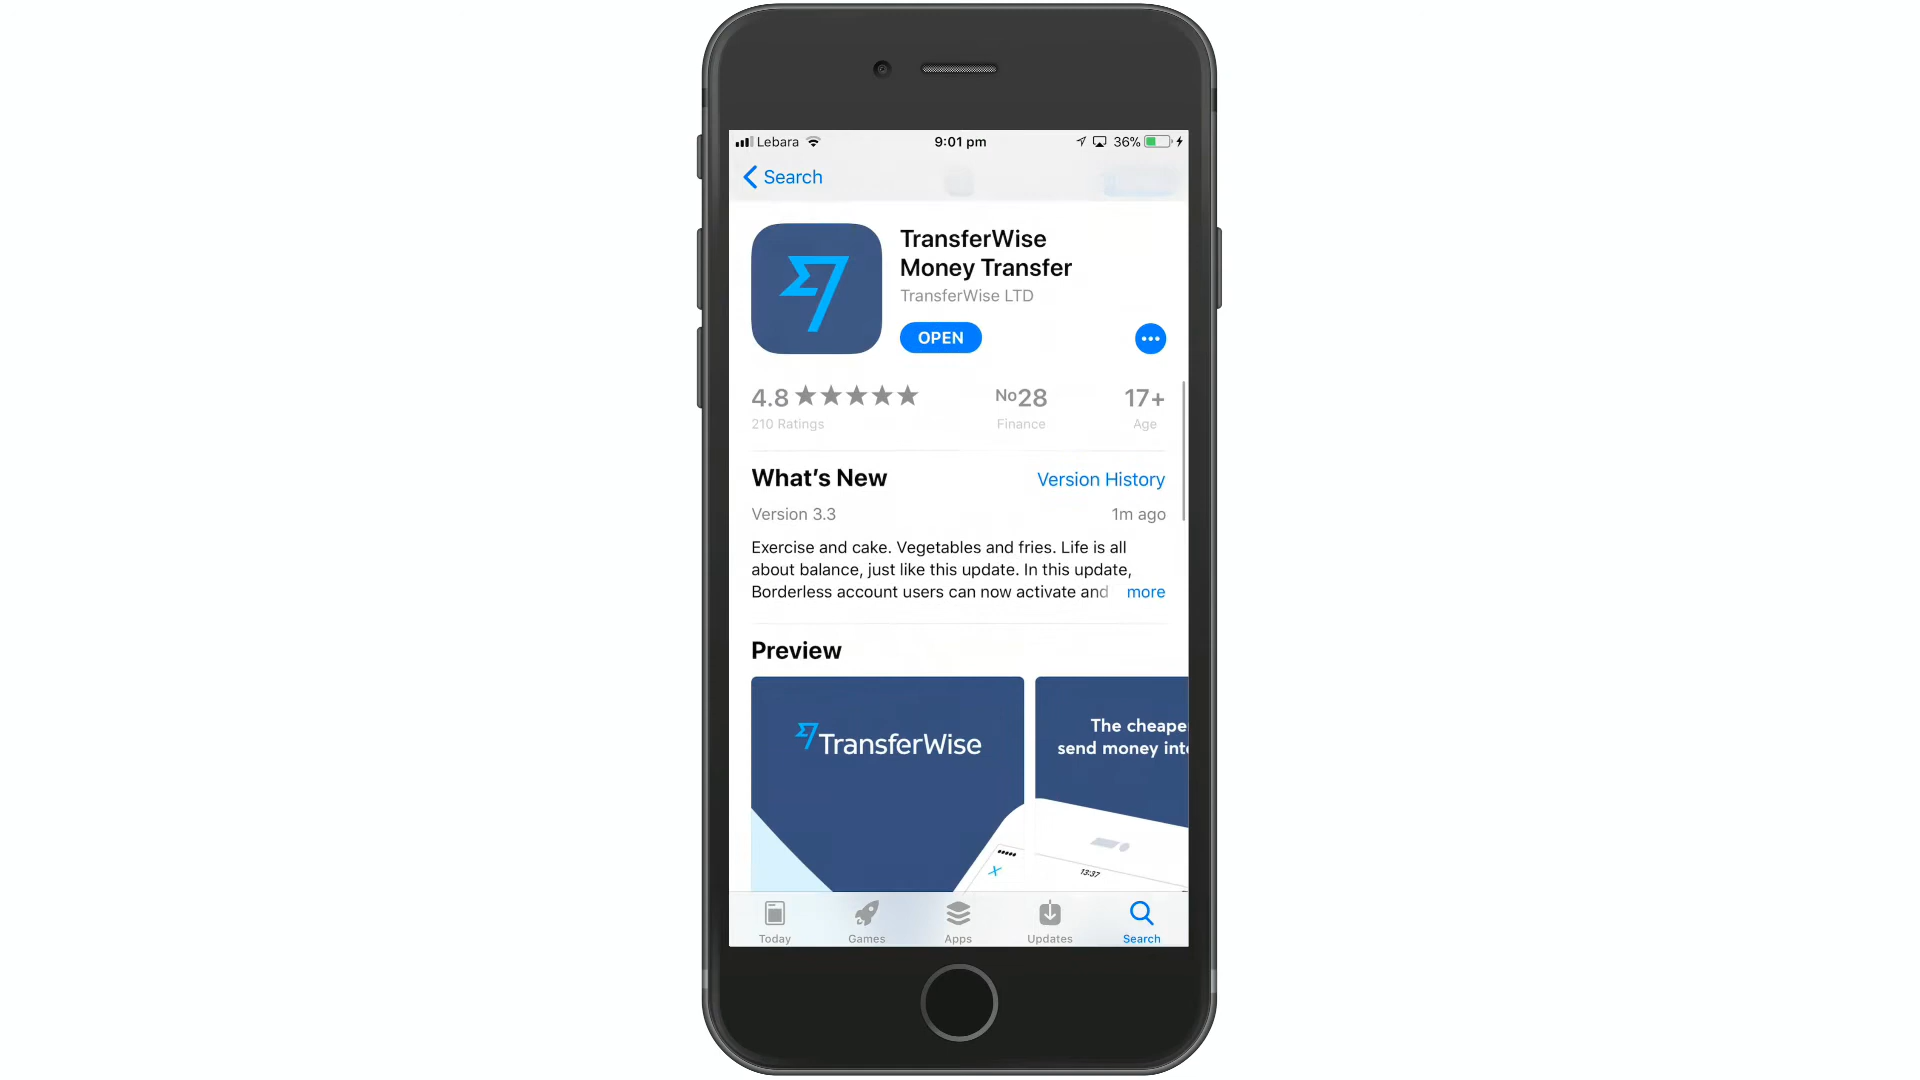 Lebara 9:01 pm 36%
Search
TransferWise
Money Transfer
TransferWise LTD
OPEN
4.8 No28 17+
210 Ratings Finance Age
What's New Version History
Version 3.3 1m ago
Exercise and cake. Vegetables and fries. Life is all
about balance, just like this update. In this update,
Borderless account users can now activate and more
Preview
TransferWise
The cheape
send money int
13:37
Today Games Apps Updates Search